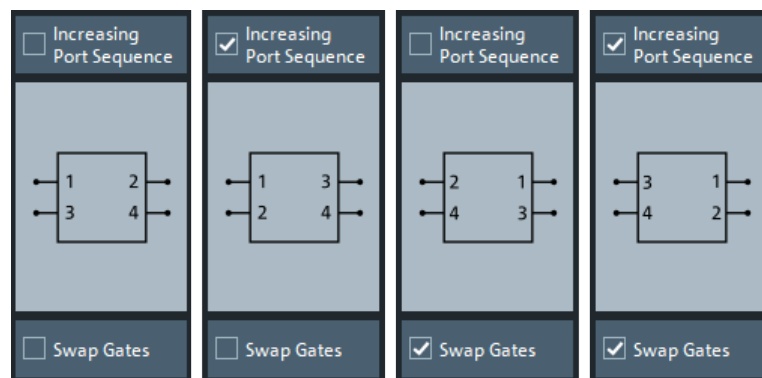 Increasing
Port Sequence
1 2
3 4
Swap Gates
Increasing
Port Sequence
1 3
2 4
Swap Gates
Increasing
Port Sequence
2 1
4 3
Swap Gates
Increasing
Port Sequence
3 1
4 2
Swap Gates